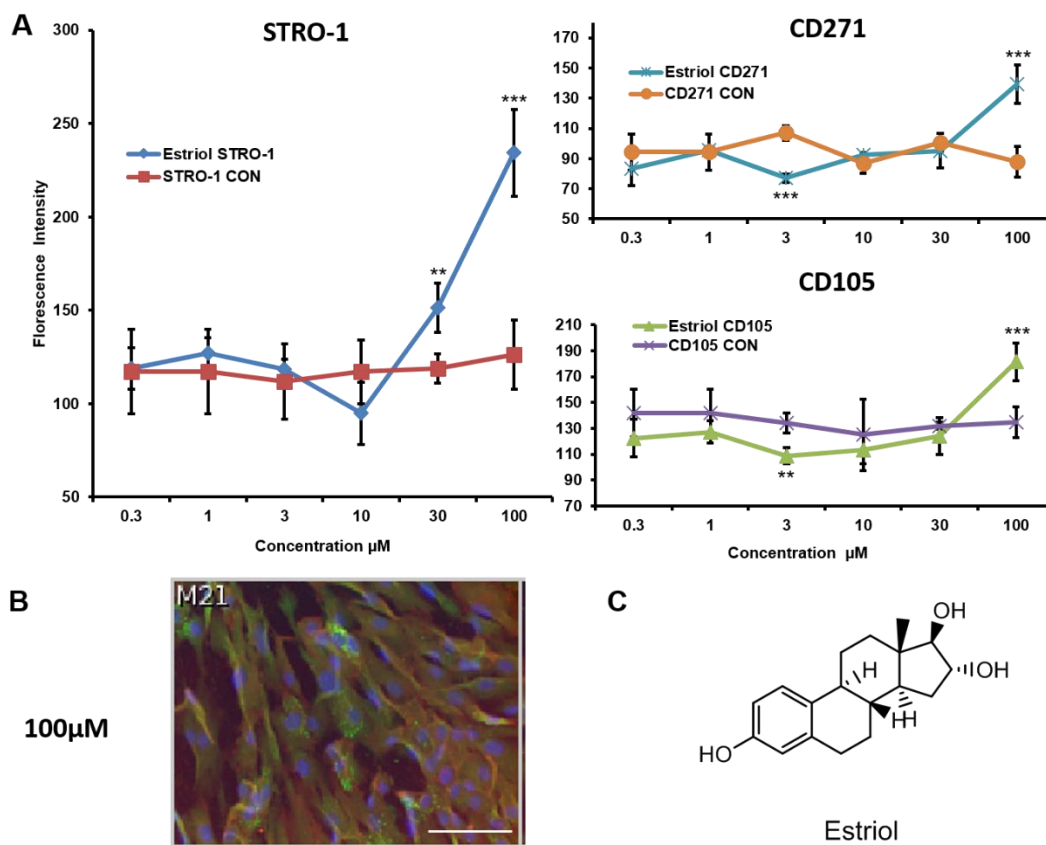 A
STRO-1
300
250
200
150
100
50
Florescence Intensity
Estriol STRO-1
STRO-1 CON
**
***
0.3 1 3 10 30 100
Concentration µM
CD271
170
150
130
110
90
70
50
Estriol CD271
CD271 CON
***
***
0.3 1 3 10 30 100
CD105
210
190
170
150
130
110
90
70
Estriol CD105
CD105 CON
***
**
0.3 1 3 10 30 100
Concentration µM
B
100µM
M21
C
OH
H
OH
H
H
HO
Estriol